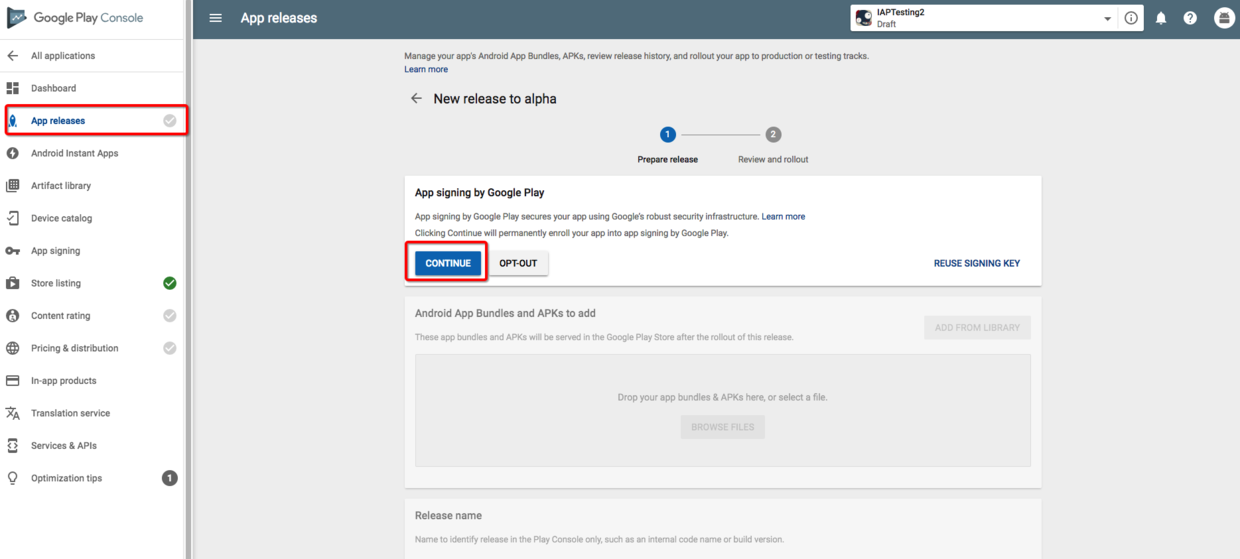 Google Play Console
App releases
IAPTesting2
Draft
All applications
Dashboard
App releases
Android Instant Apps
Artifact library
Device catalog
App signing
Store listing
Content rating
Pricing & distribution
In-app products
Translation service
Services & APIs
Optimization tips
1
Manage your app's Android App Bundles, APKs, review release history, and rollout your app to production or testing tracks.
Learn more
New release to alpha
1
2
Prepare release
Review and rollout
App signing by Google Play
App signing by Google Play secures your app using Google's robust security infrastructure. Learn more
Clicking Continue will permanently enroll your app into app signing by Google Play.
CONTINUE
OPT-OUT
REUSE SIGNING KEY
Android App Bundles and APKs to add
ADD FROM LIBRARY
These app bundles and APKs will be served in the Google Play Store after the rollout of this release.
Drop your app bundles & APKs here, or select a file.
BROWSE FILES
Release name
Name to identify release in the Play Console only, such as an internal code name or build version.